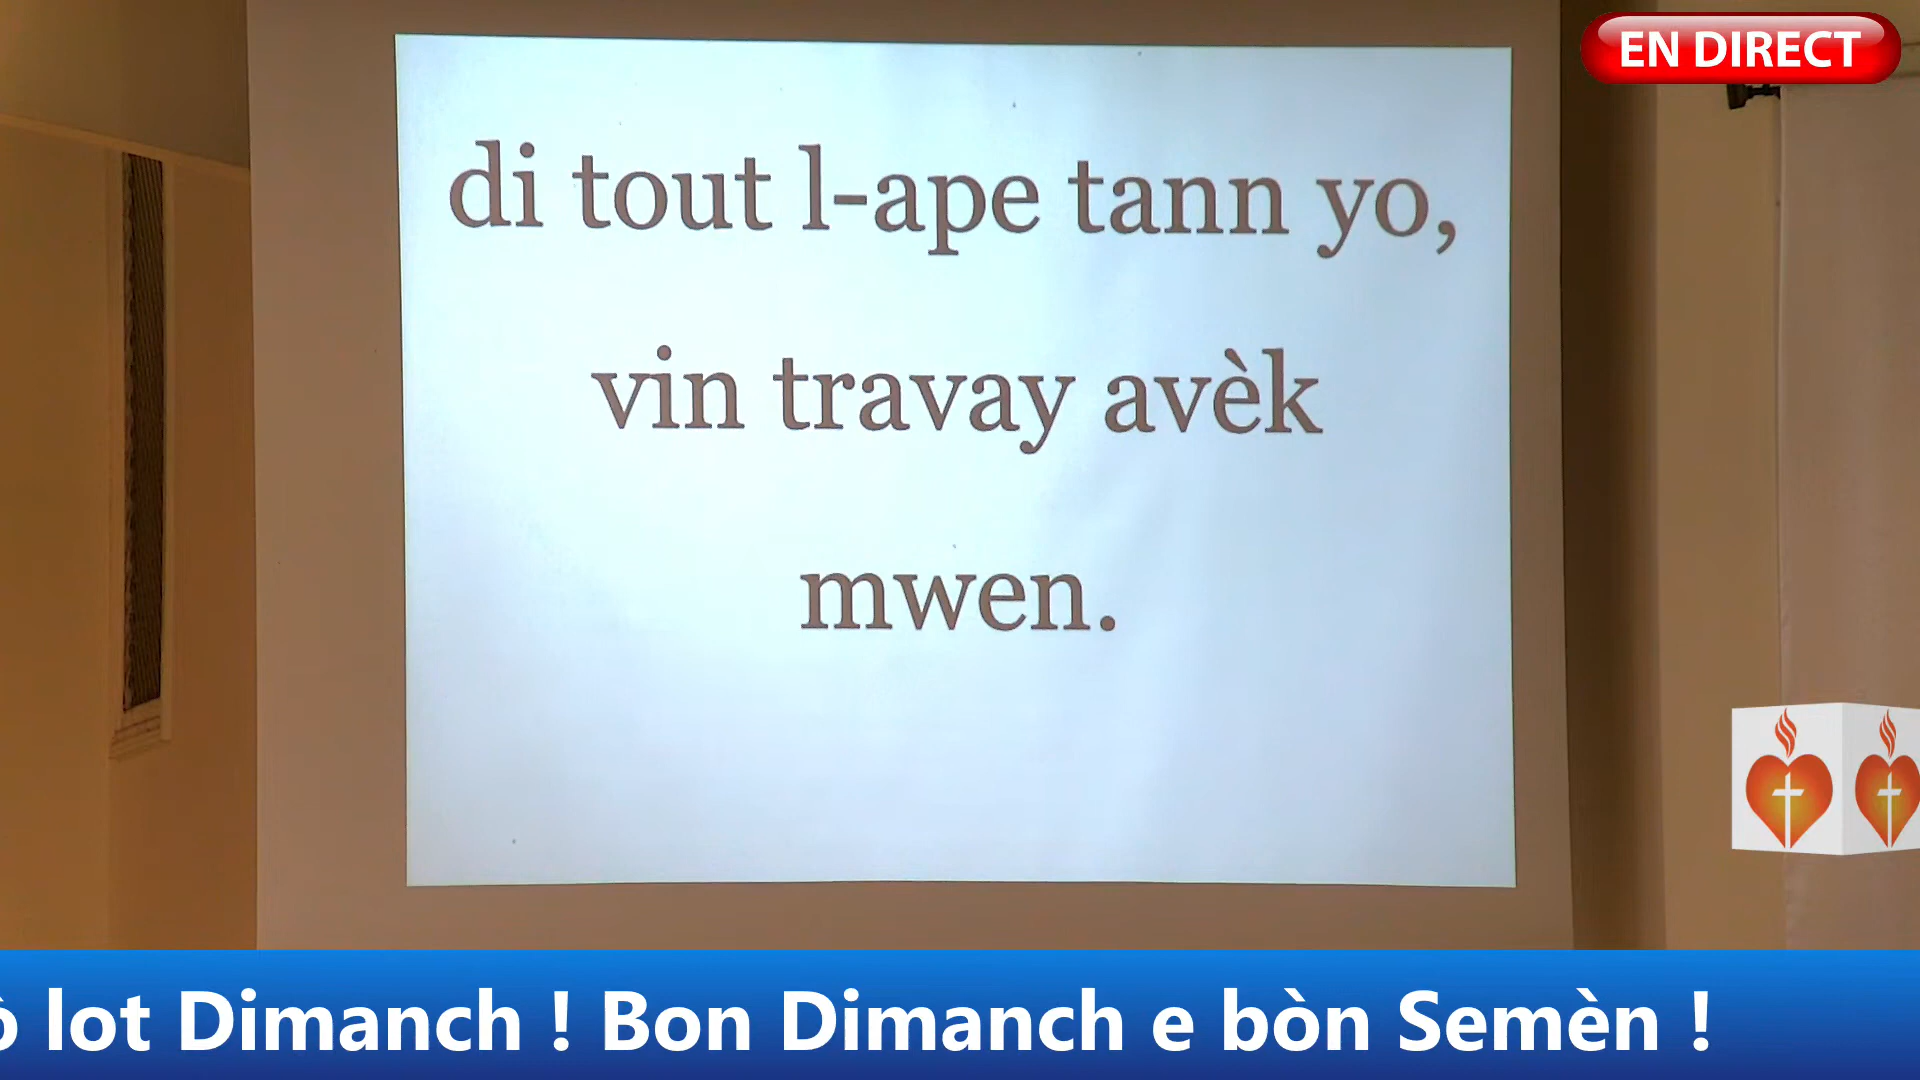 EN DIRECT
di tout l-ape tann yo,
vin travay avèk
mwen.
lot Dimanch ! Bon Dimanch e bòn Semèn !